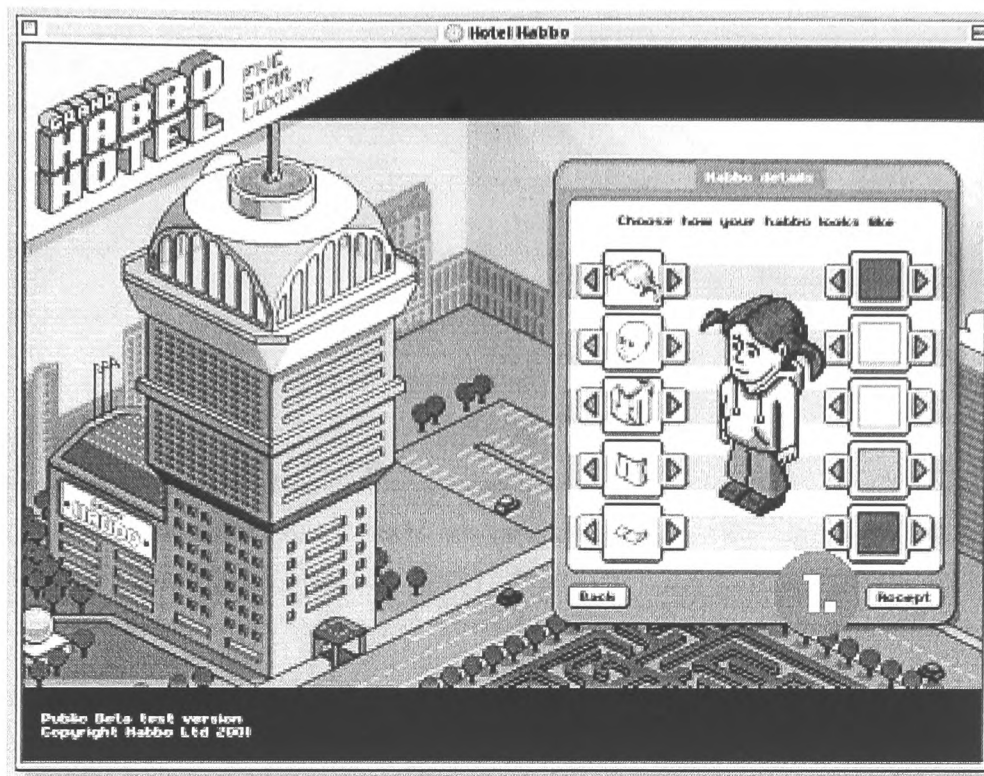 Hotel Habbo
GRAND
HABBO
HOTEL
FIVE
STAR
LUXURY
Habbo details
Choose how your habbo looks like
HABBO
Back
1.
Accept
Public Beta test version
Copyright Habbo Ltd 2001